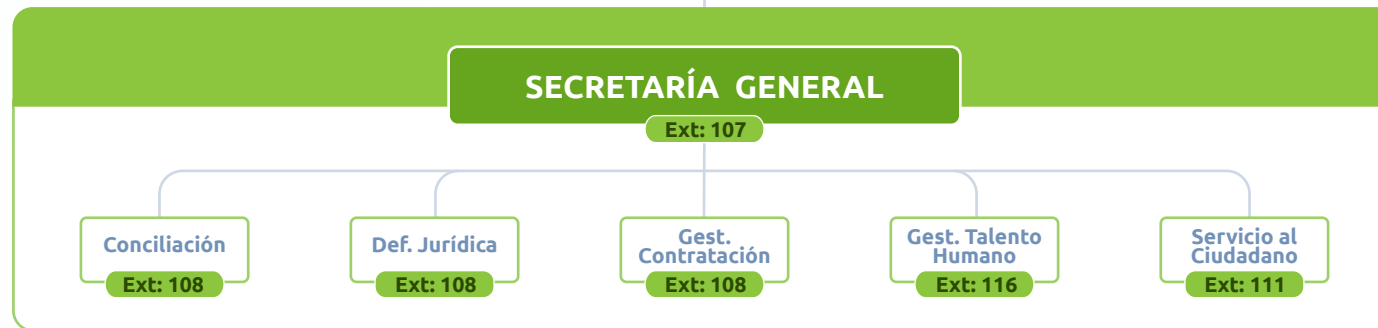 SECRETARÍA GENERAL
Ext: 107
Conciliación
Ext: 108
Def. Jurídica
Ext: 108
Gest.
Contratación
Ext: 108
Gest. Talento
Humano
Ext: 116
Servicio al
Ciudadano
Ext: 111